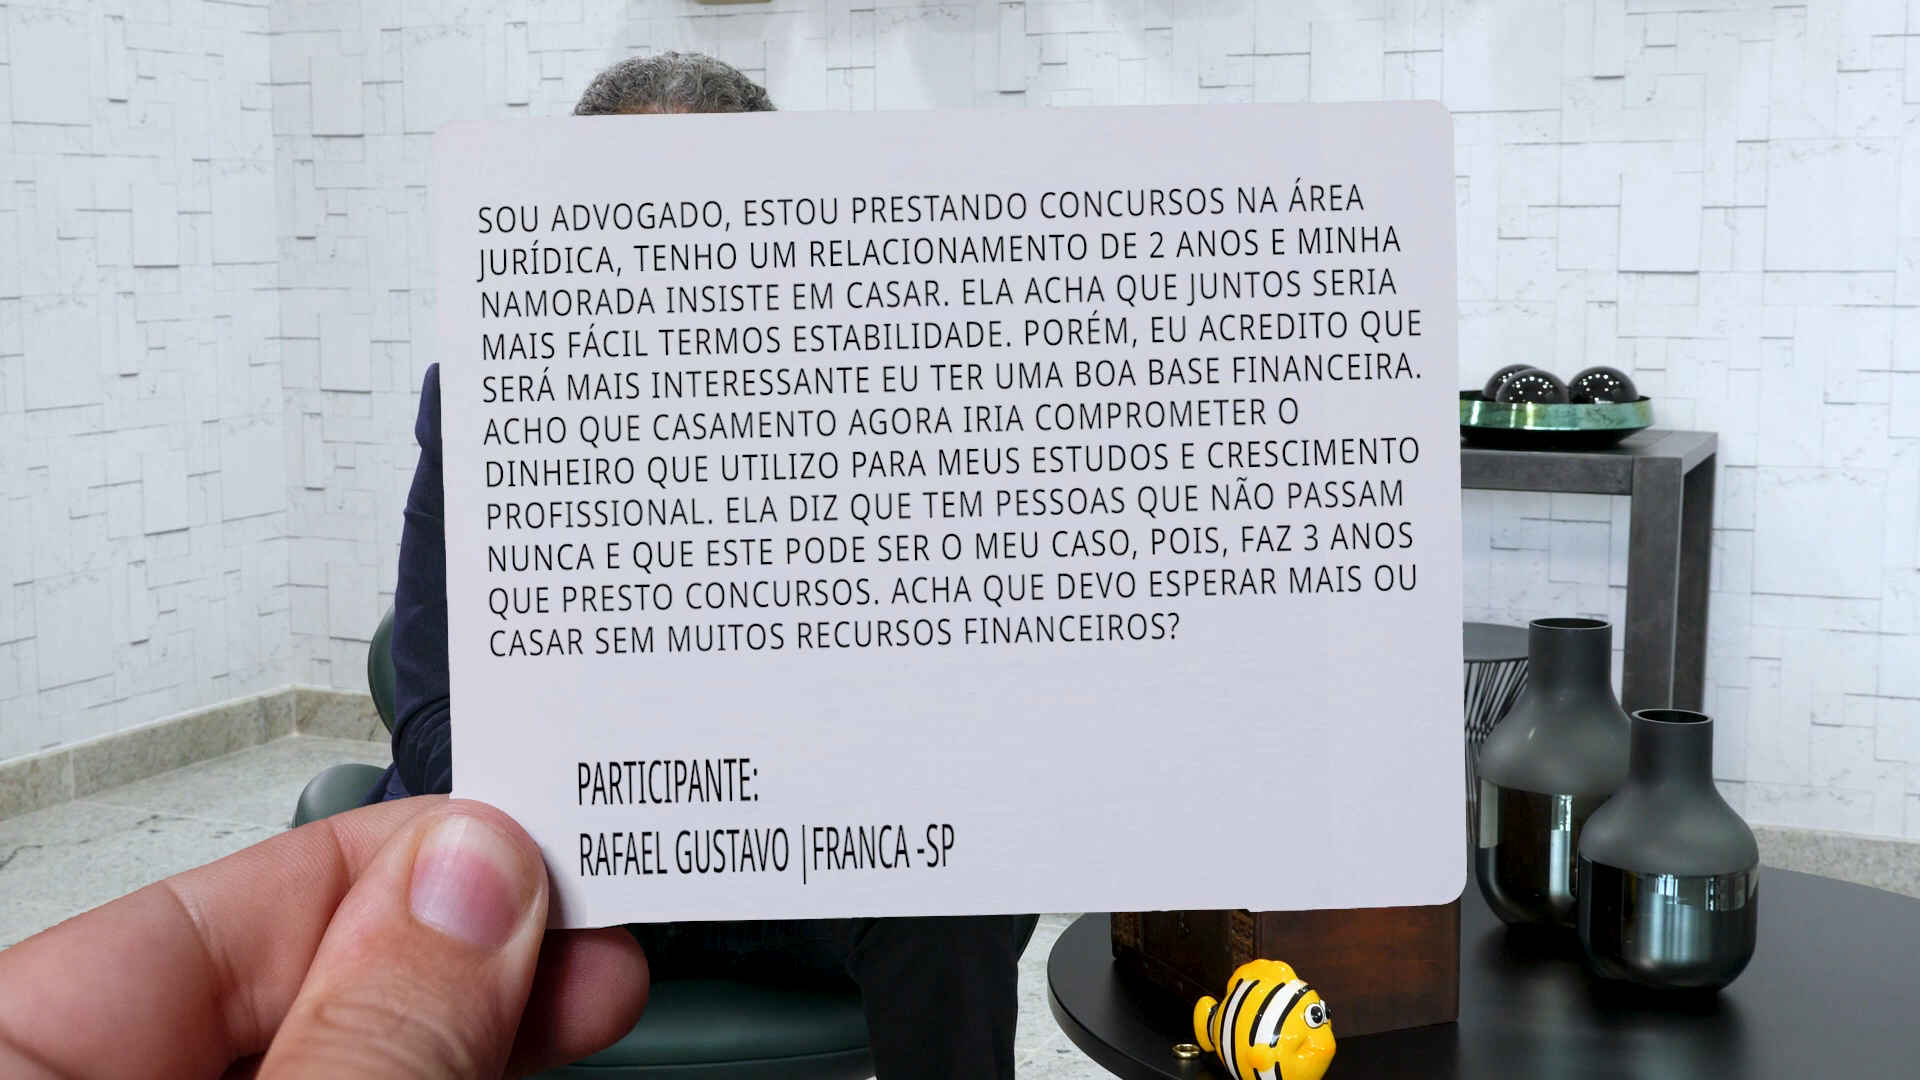 SOU ADVOGADO, ESTOU PRESTANDO CONCURSOS NA ÁREA
JURÍDICA, TENHO UM RELACIONAMENTO DE 2 ANOS E MINHA
NAMORADA INSISTE EM CASAR. ELA ACHA QUE JUNTOS SERIA
MAIS FÁCIL TERMOS ESTABILIDADE. PORÉM, EU ACREDITO QUE
SERÁ MAIS INTERESSANTE EU TER UMA BOA BASE FINANCEIRA.
ACHO QUE CASAMENTO AGORA IRIA COMPROMETER O
DINHEIRO QUE UTILIZO PARA MEUS ESTUDOS E CRESCIMENTO
PROFISSIONAL. ELA DIZ QUE TEM PESSOAS QUE NÃO PASSAM
NUNCA E QUE ESTE PODE SER O MEU CASO, POIS, FAZ 3 ANOS
QUE PRESTO CONCURSOS. ACHA QUE DEVO ESPERAR MAIS OU
CASAR SEM MUITOS RECURSOS FINANCEIROS?
PARTICIPANTE:
RAFAEL GUSTAVO |FRANCA -SP